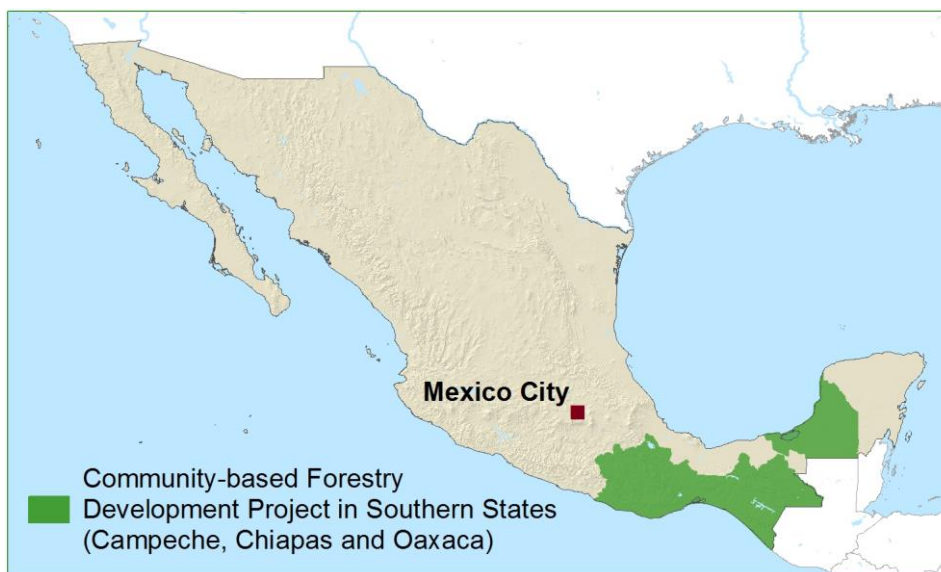 Mexico City
Community-based Forestry
Development Project in Southern States
(Campeche, Chiapas and Oaxaca)